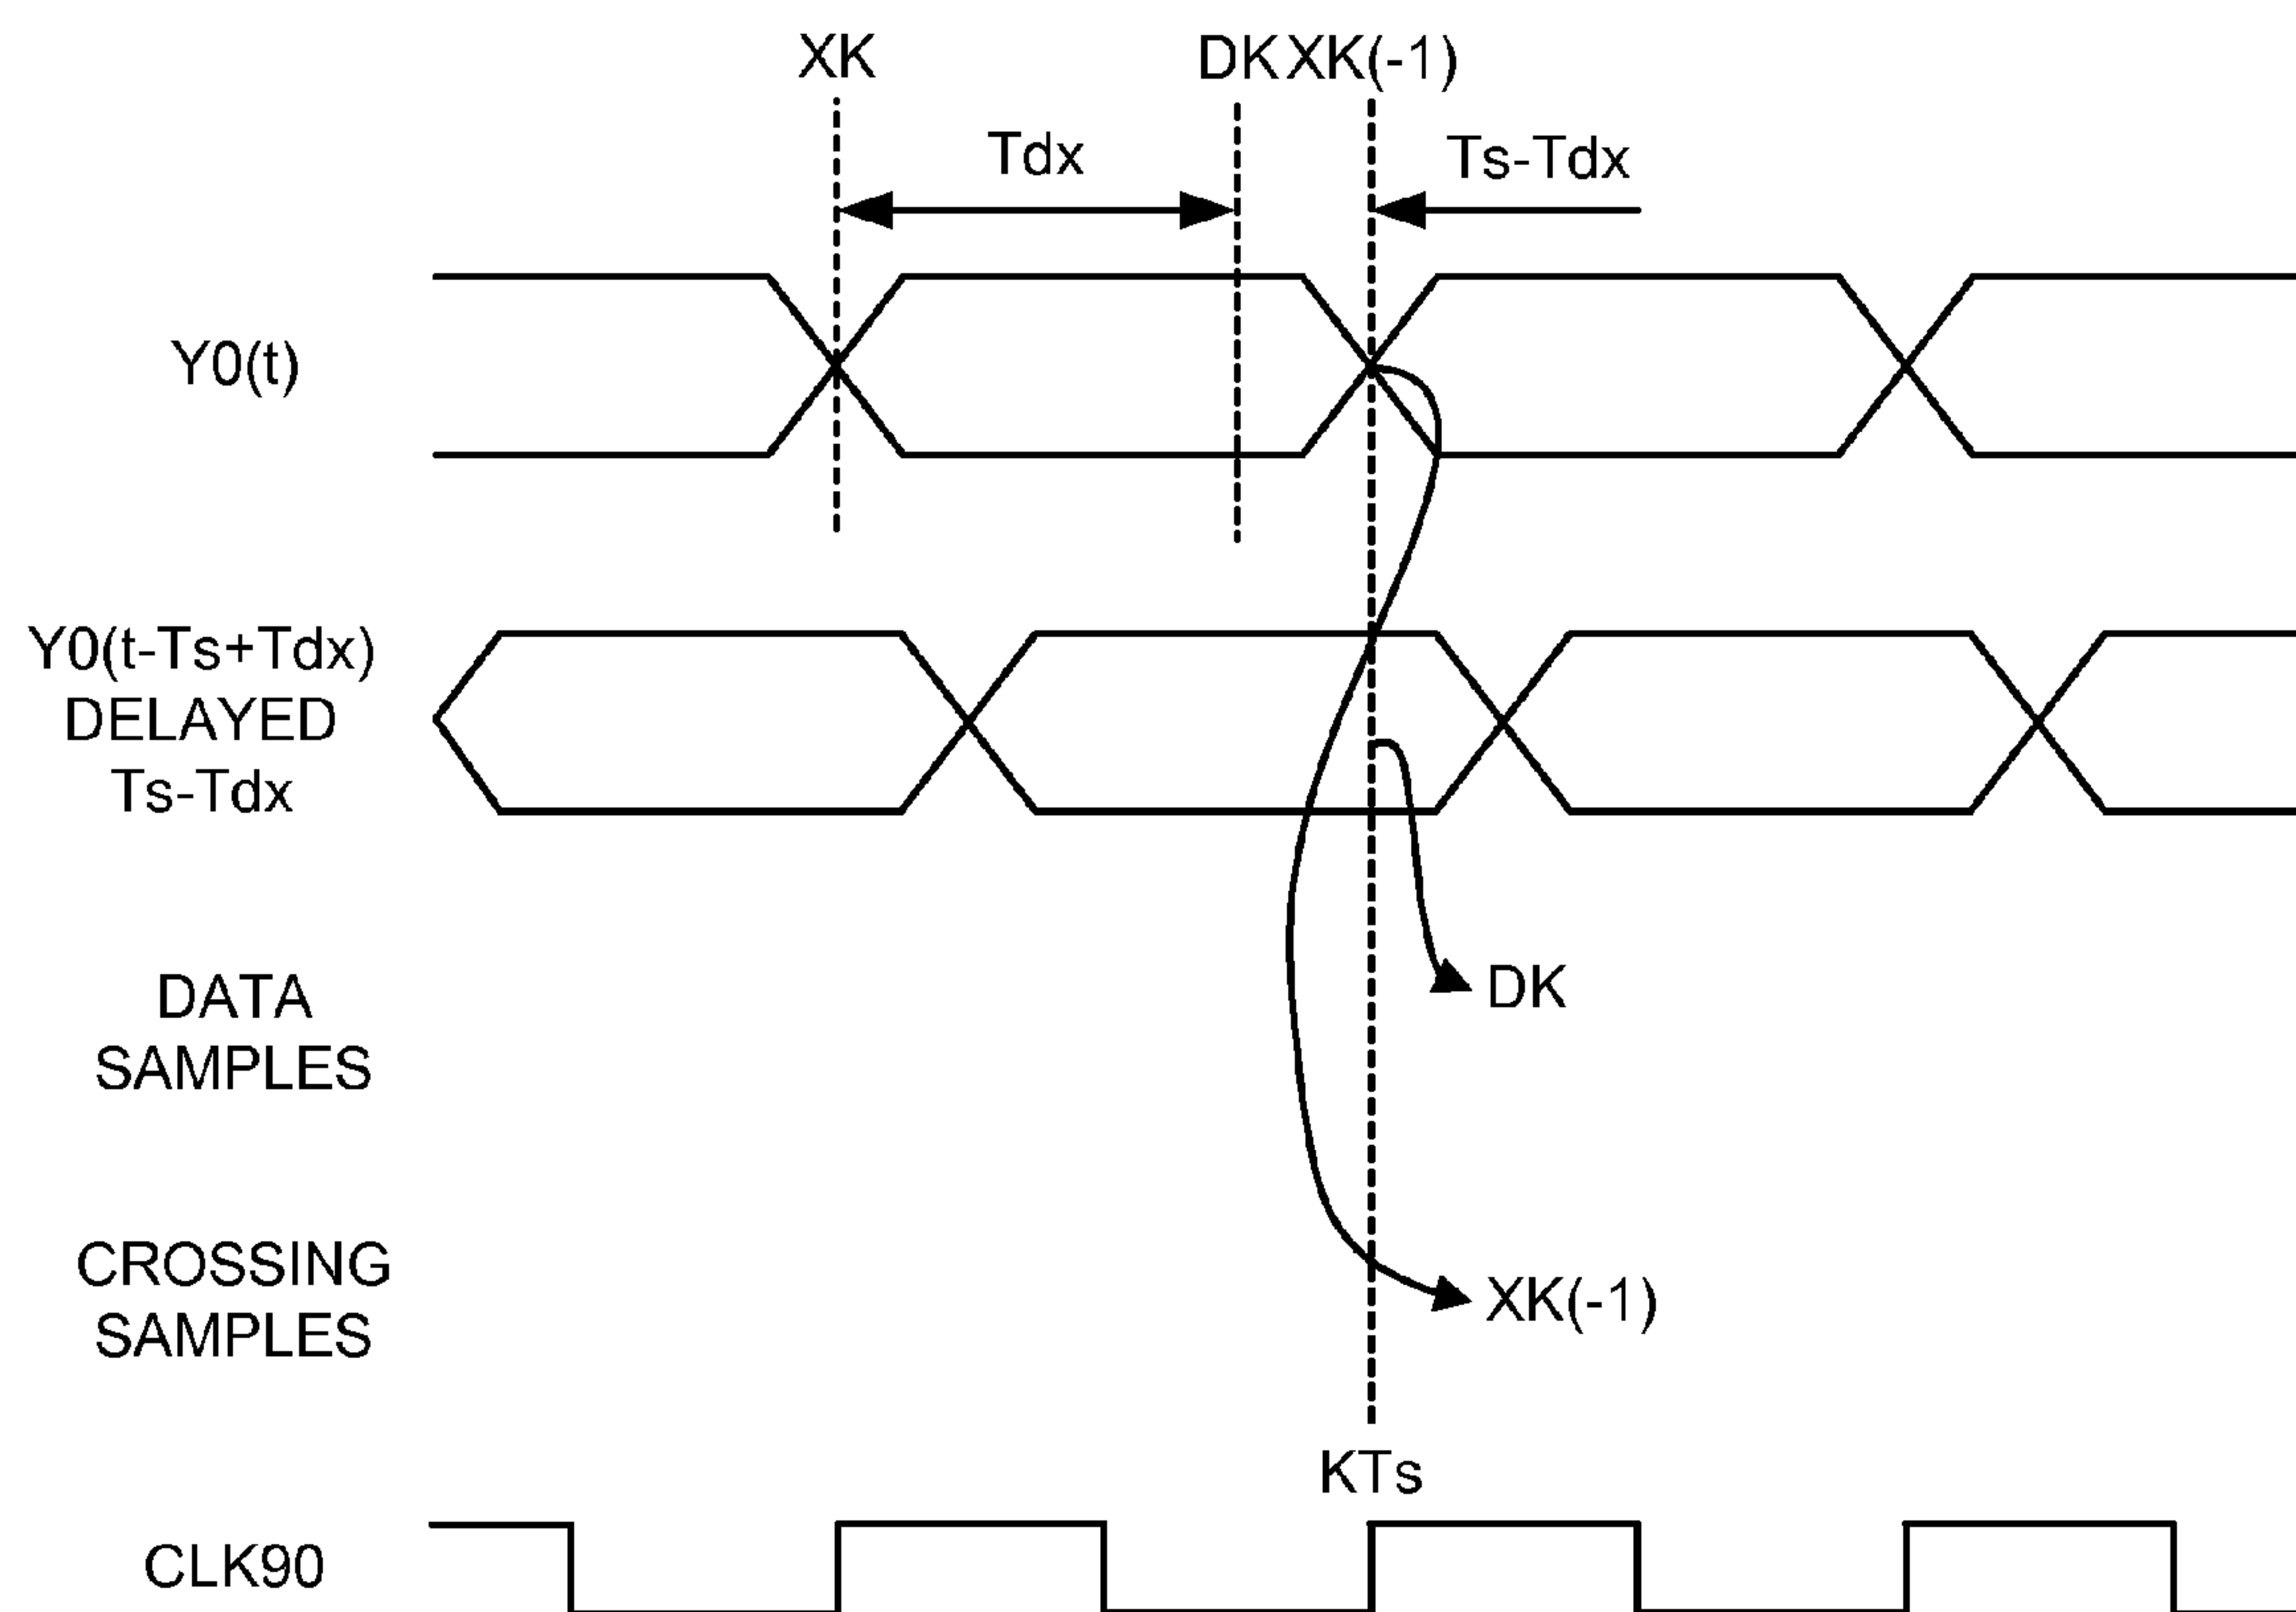 XK
DK XK(-1)
Tdx
Ts-Tdx
Y0(t)
Y0(t-Ts+Tdx)
DELAYED
Ts-Tdx
DATA
SAMPLES
DK
CROSSING
SAMPLES
XK(-1)
KTs
CLK90